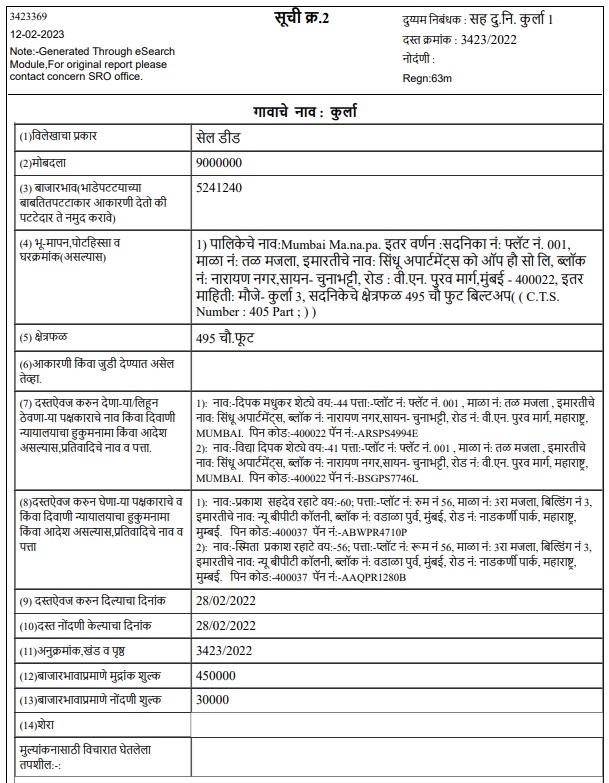 3423369
12-02-2023
Note:-Generated Through eSearch
Module,For original report please
contact concern SRO office.
सूची क्र.2
दुय्यम निबंधक : सह दु.नि. कुर्ला 1
दस्त क्रमांक : 3423/2022
नोदंणी :
Regn:63m
गावाचे नाव : कुर्ला
(1)विलेखाचा प्रकार
सेल डीड
(2)मोबदला
9000000
(3) बाजारभाव(भाडेपटटयाच्या
बाबतितपटटाकार आकारणी देतो की
पटटेदार ते नमुद करावे)
5241240
(4) भू-मापन,पोटहिस्सा व
घरक्रमांक(असल्यास)
1) पालिकेचे नाव:Mumbai Ma.na.pa. इतर वर्णन :सदनिका नं: फ्लॅट नं. 001,
माळा नं: तळ मजला, इमारतीचे नाव: सिंधू अपार्टमेंट्स को ऑप हौ सो लि, ब्लॉक
नं: नारायण नगर,सायन- चुनाभट्टी, रोड : वी.एन. पुरव मार्ग,मुंबई - 400022, इतर
माहिती: मौजे- कुर्ला 3, सदनिकेचे क्षेत्रफळ 495 चौ फुट बिल्टअप( ( C.T.S.
Number : 405 Part ; ) )
(5) क्षेत्रफळ
495 चौ.फूट
(6)आकारणी किंवा जुडी देण्यात असेल
तेव्हा.
(7) दस्तऐवज करुन देणा-या/लिहून
ठेवणा-या पक्षकाराचे नाव किंवा दिवाणी
न्यायालयाचा हुकुमनामा किंवा आदेश
असल्यास,प्रतिवादिचे नाव व पत्ता.
1): नाव:-दिपक मधुकर शेट्ये वय:-44 पत्ता:-प्लॉट नं: फ्लॅट नं. 001 , माळा नं: तळ मजला , इमारतीचे
नाव: सिंधू अपार्टमेंट्स, ब्लॉक नं: नारायण नगर,सायन- चुनाभट्टी, रोड नं: वी.एन. पुरव मार्ग, महाराष्ट्र,
MUMBAI. पिन कोड:-400022 पॅन नं:-ARSPS4994E
2): नाव:-विद्या दिपक शेट्ये वय:-41 पत्ता:-प्लॉट नं: फ्लॅट नं. 001 , माळा नं: तळ मजला , इमारतीचे
नाव: सिंधू अपार्टमेंट्स, ब्लॉक नं: नारायण नगर,सायन- चुनाभट्टी, रोड नं: वी.एन. पुरव मार्ग, महाराष्ट्र,
MUMBAI. पिन कोड:-400022 पॅन नं:-BSGPS7746L
(8)दस्तऐवज करुन घेणा-या पक्षकाराचे व
किंवा दिवाणी न्यायालयाचा हुकुमनामा
किंवा आदेश असल्यास,प्रतिवादिचे नाव व
पत्ता
1): नाव:-प्रकाश सहदेव रहाटे वय:-60; पत्ता:-प्लॉट नं: रुम नं 56, माळा नं: 3रा मजला, बिल्डिंग नं 3,
इमारतीचे नाव: न्यू बीपीटी कॉलनी, ब्लॉक नं: वडाळा पुर्व, मुंबई, रोड नं: नाडकर्णी पार्क, महाराष्ट्र,
मुम्बई. पिन कोड:-400037 पॅन नं:-ABWPR4710P
2): नाव:-स्मिता प्रकाश रहाटे वय:-56; पत्ता:-प्लॉट नं: रूम नं 56, माळा नं: 3रा मजला, बिल्डिंग नं 3,
इमारतीचे नाव: न्यू बीपीटी कॉलनी, ब्लॉक नं: वडाळा पुर्व, मुंबई, रोड नं: नाडकर्णी पार्क, महाराष्ट्र,
मुम्बई. पिन कोड:-400037 पॅन नं:-AAQPR1280B
(9) दस्तऐवज करुन दिल्याचा दिनांक
28/02/2022
(10)दस्त नोंदणी केल्याचा दिनांक
28/02/2022
(11)अनुक्रमांक,खंड व पृष्ठ
3423/2022
(12)बाजारभावाप्रमाणे मुद्रांक शुल्क
450000
(13)बाजारभावाप्रमाणे नोंदणी शुल्क
30000
(14)शेरा
मुल्यांकनासाठी विचारात घेतलेला
तपशील:-: